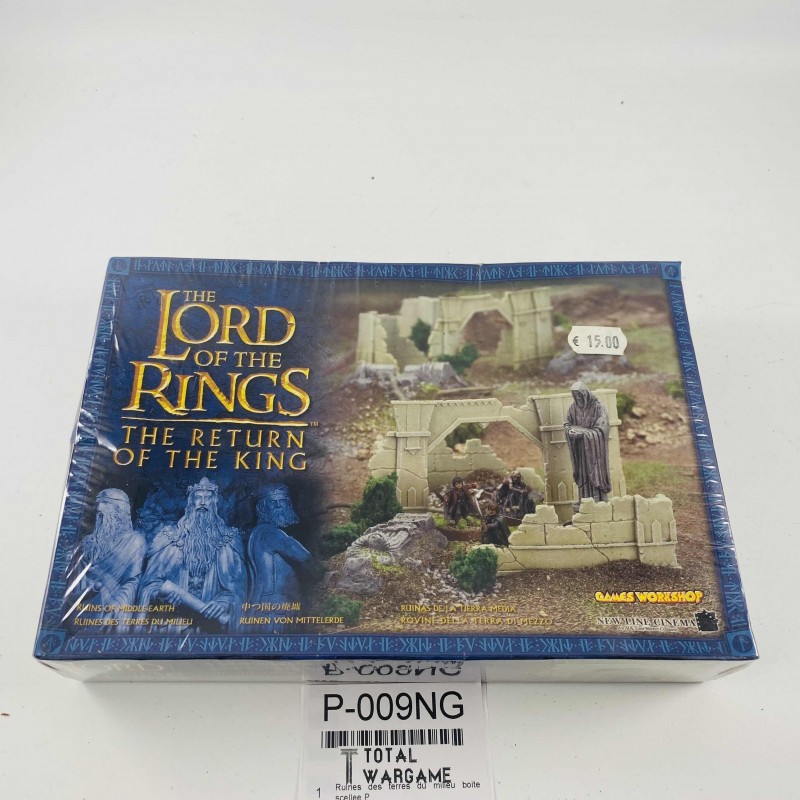 THE
LORD
OF THE
RINGS™
THE RETURN
OF THE KING
€ 15.00
RUINS OF MIDDLE-EARTH
RUINES DES TERRES DU MILIEU
中つ国の廃墟
RUINEN VON MITTELERDE
RUINAS DE LA TIERRA MEDIA
ROVINE DELLA TERRA DI MEZZO
GAMES WORKSHOP
NEW LINE CINEMA
P-009NG
P-009NG
TOTAL
WARGAME
1 Ruines des terres du milieu boite
scellee P